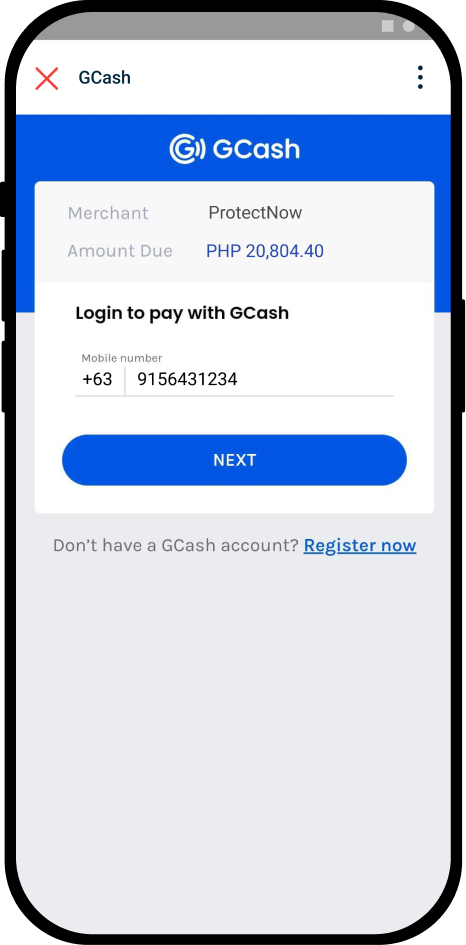 GCash
GCash
Merchant ProtectNow
Amount Due PHP 20,804.40
Login to pay with GCash
Mobile number
+63 9156431234
NEXT
Don’t have a GCash account? Register now